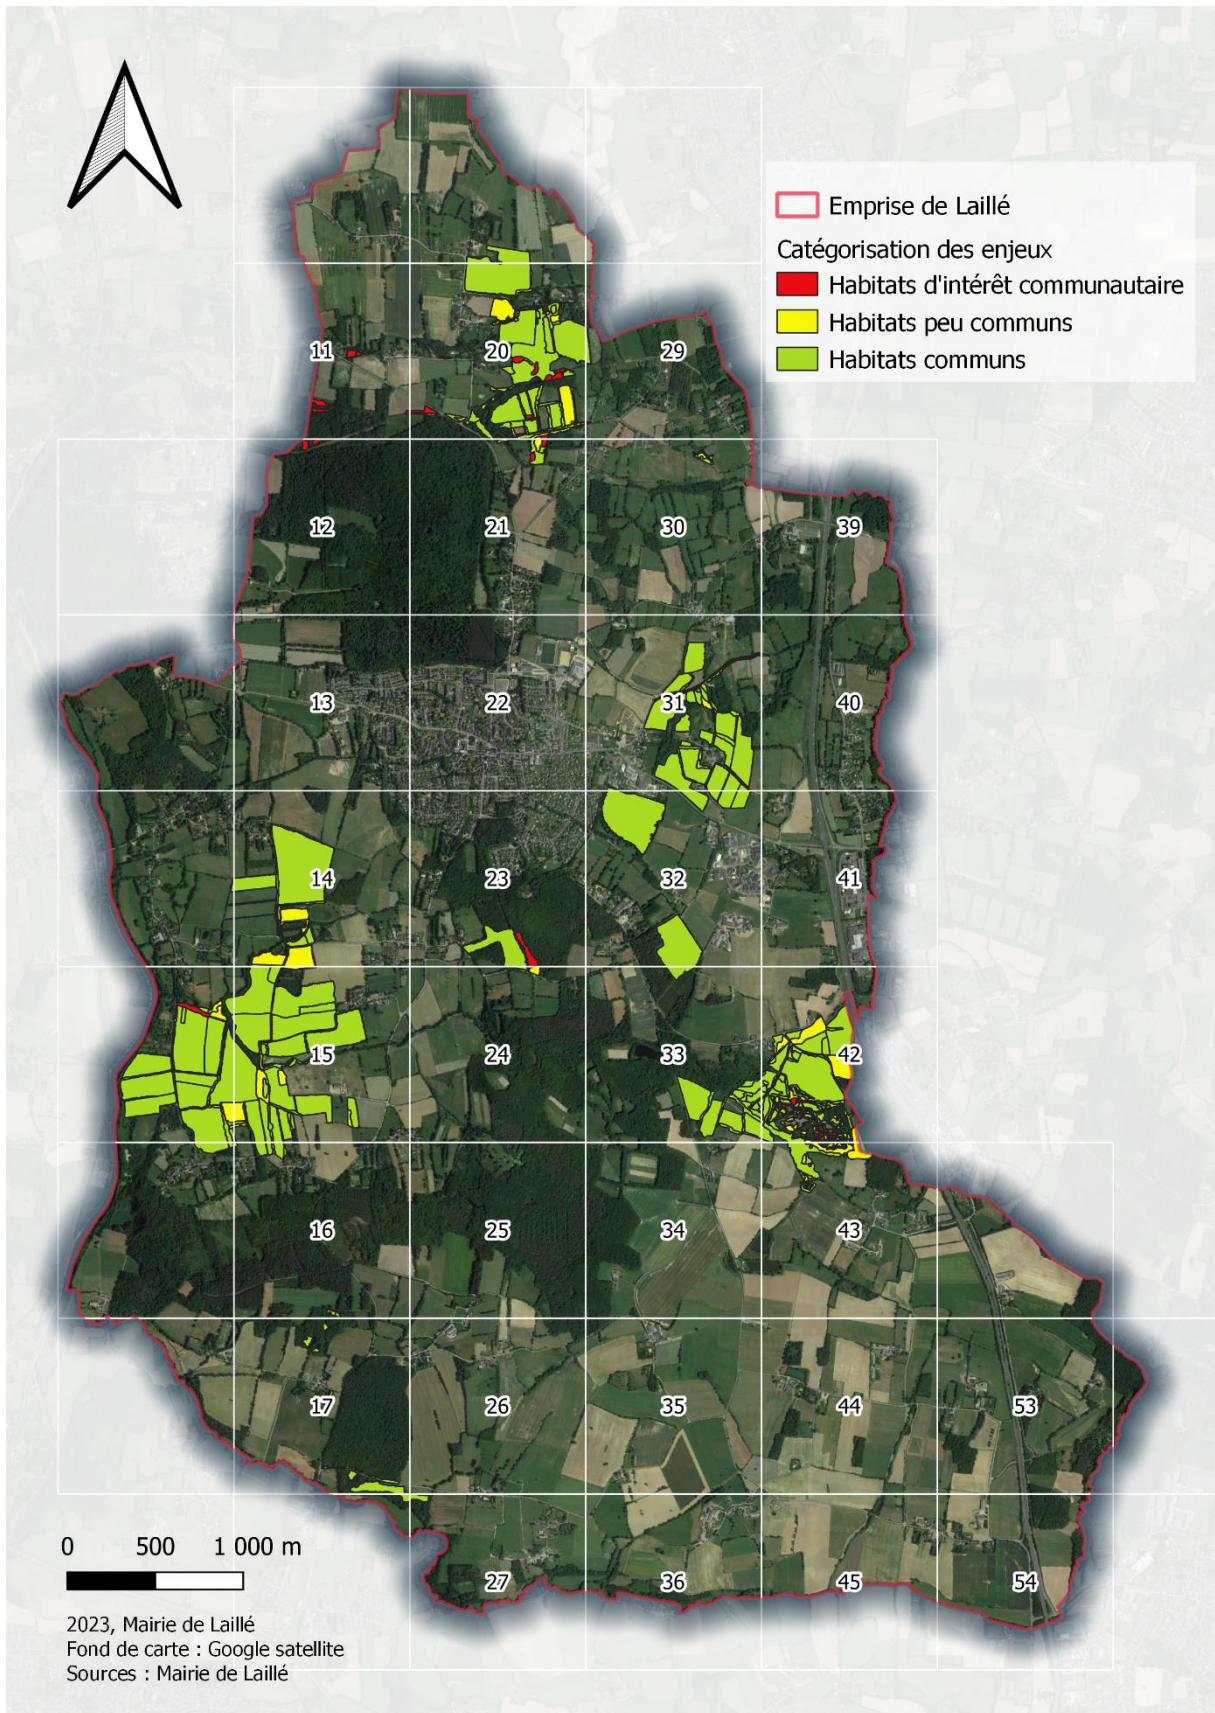 Emprise de Laillé
Catégorisation des enjeux
Habitats d'intérêt communautaire
Habitats peu communs
Habitats communs
11 20 29
12 21 30 39
13 22 31 40
14 23 32 41
15 24 33 42
16 25 34 43
17 26 35 44 53
27 36 45 54
0 500 1 000 m
2023, Mairie de Laillé
Fond de carte : Google satellite
Sources : Mairie de Laillé